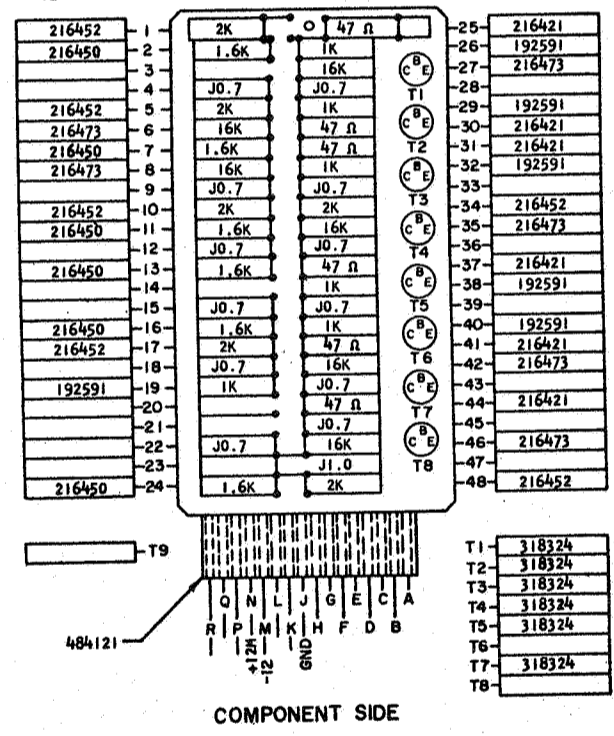 216452 1 2K 47 Ω 25 216421
216450 2 1.6K 1K 26 192591
3 16K C B E 27 216473
4 J0.7 J0.7 T1 28
216452 5 2K 1K 29 192591
216473 6 16K 47 Ω C B E 30 216421
216450 7 1.6K 47 Ω T2 31 216421
216473 8 16K 1K C B E 32 192591
9 J0.7 J0.7 T3 33
216452 10 2K 2K 34 216452
216450 11 1.6K 16K C B E 35 216473
12 J0.7 J0.7 T4 36
216450 13 1.6K 47 Ω 37 216421
14 1K C B E 38 192591
15 J0.7 J0.7 T5 39
216450 16 1.6K 1K C B E 40 192591
216452 17 2K 47 Ω T6 41 216421
18 J0.7 16K 42 216473
192591 19 1K J0.7 C B E 43
20 47 Ω T7 44 216421
21 J0.7 45
22 J0.7 16K C B E 46 216473
23 J1.0 T8 47
216450 24 1.6K 2K 48 216452
T9
T1 318324
T2 318324
T3 318324
T4 318324
T5 318324
T6
T7 318324
T8
Q N L J G E C A
R P M K H F D B
+12M -12 GND
484121
COMPONENT SIDE